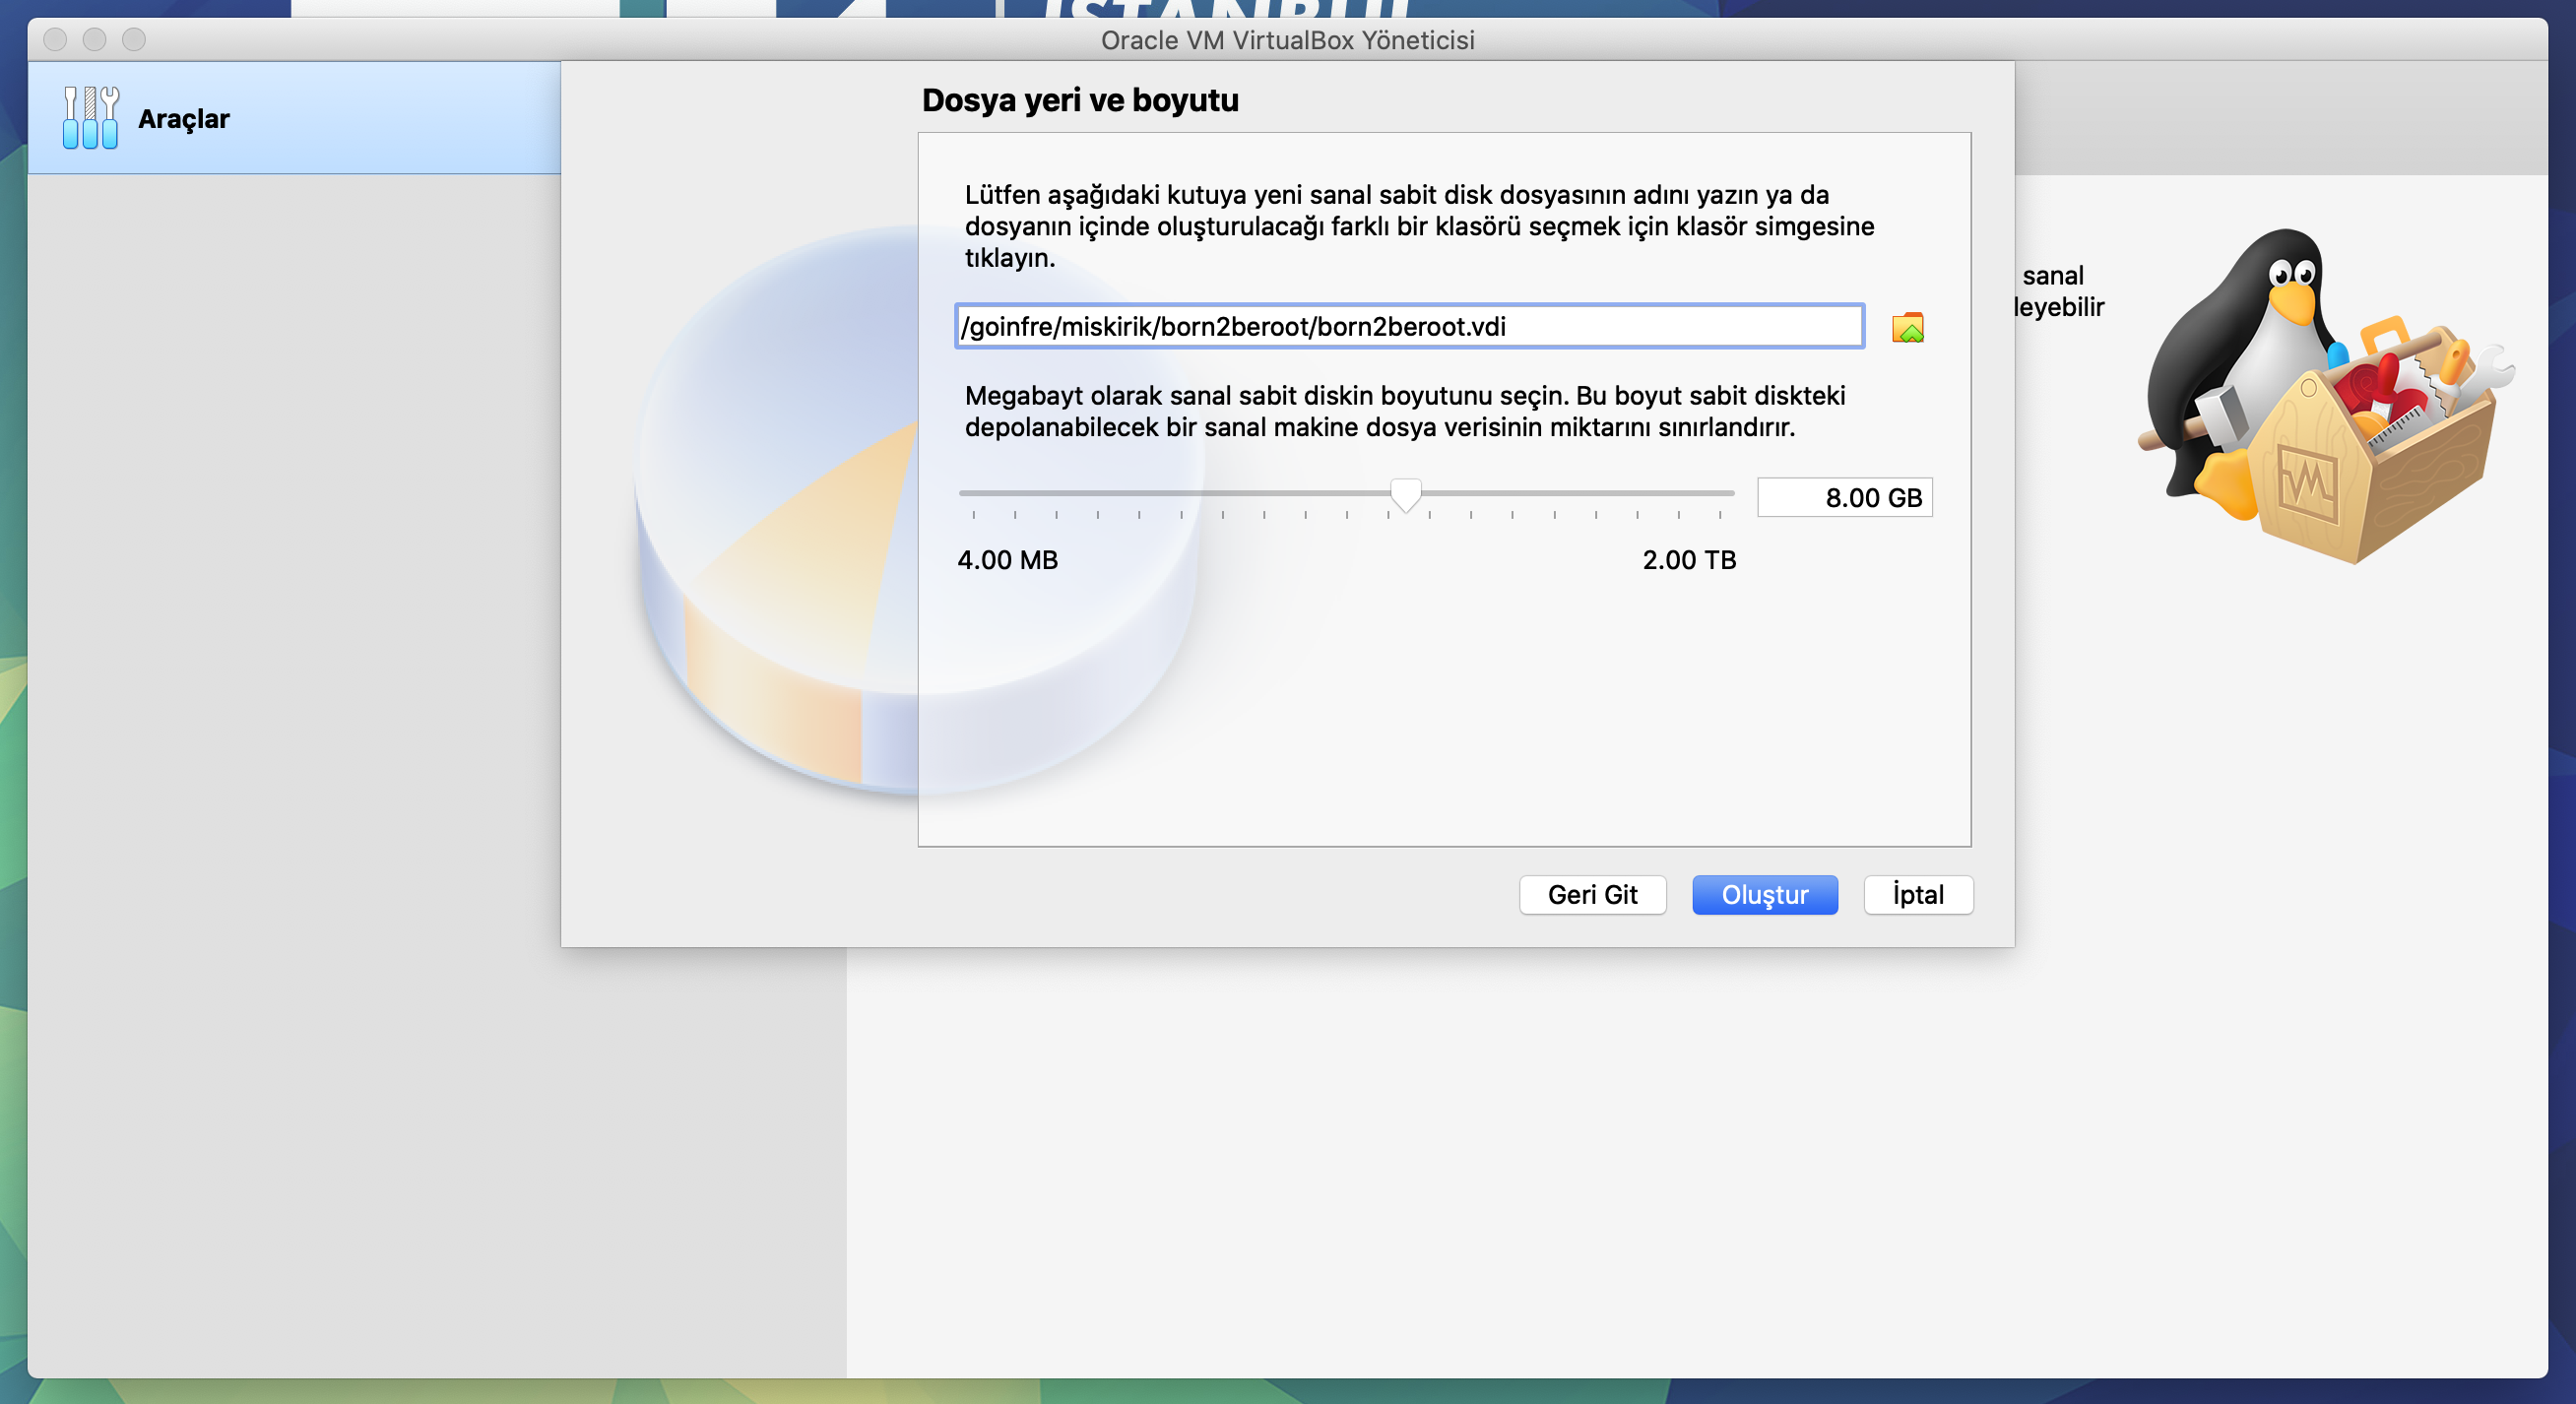 İSTANBUL
Oracle VM VirtualBox Yöneticisi
Araçlar
Dosya yeri ve boyutu
Lütfen aşağıdaki kutuya yeni sanal sabit disk dosyasının adını yazın ya da
dosyanın içinde oluşturulacağı farklı bir klasörü seçmek için klasör simgesine
tıklayın.
/goinfre/miskirik/born2beroot/born2beroot.vdi
Megabayt olarak sanal sabit diskin boyutunu seçin. Bu boyut sabit diskteki
depolanabilecek bir sanal makine dosya verisinin miktarını sınırlandırır.
8.00 GB
4.00 MB
2.00 TB
Geri Git
Oluştur
İptal
sanal
leyebilir